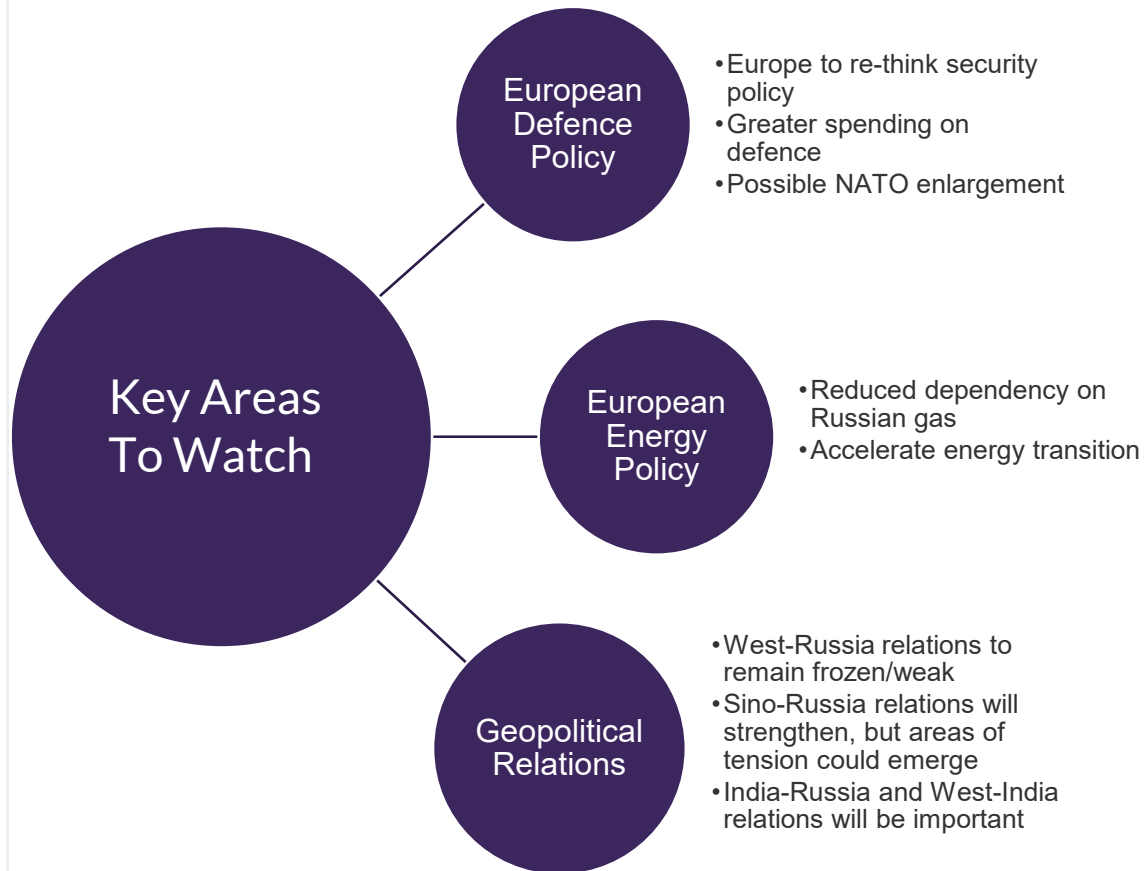 Key Areas
To Watch
European
Defence
Policy
•Europe to re-think security
policy
•Greater spending on
defence
•Possible NATO enlargement
European
Energy
Policy
•Reduced dependency on
Russian gas
•Accelerate energy transition
Geopolitical
Relations
•West-Russia relations to
remain frozen/weak
•Sino-Russia relations will
strengthen, but areas of
tension could emerge
•India-Russia and West-India
relations will be important